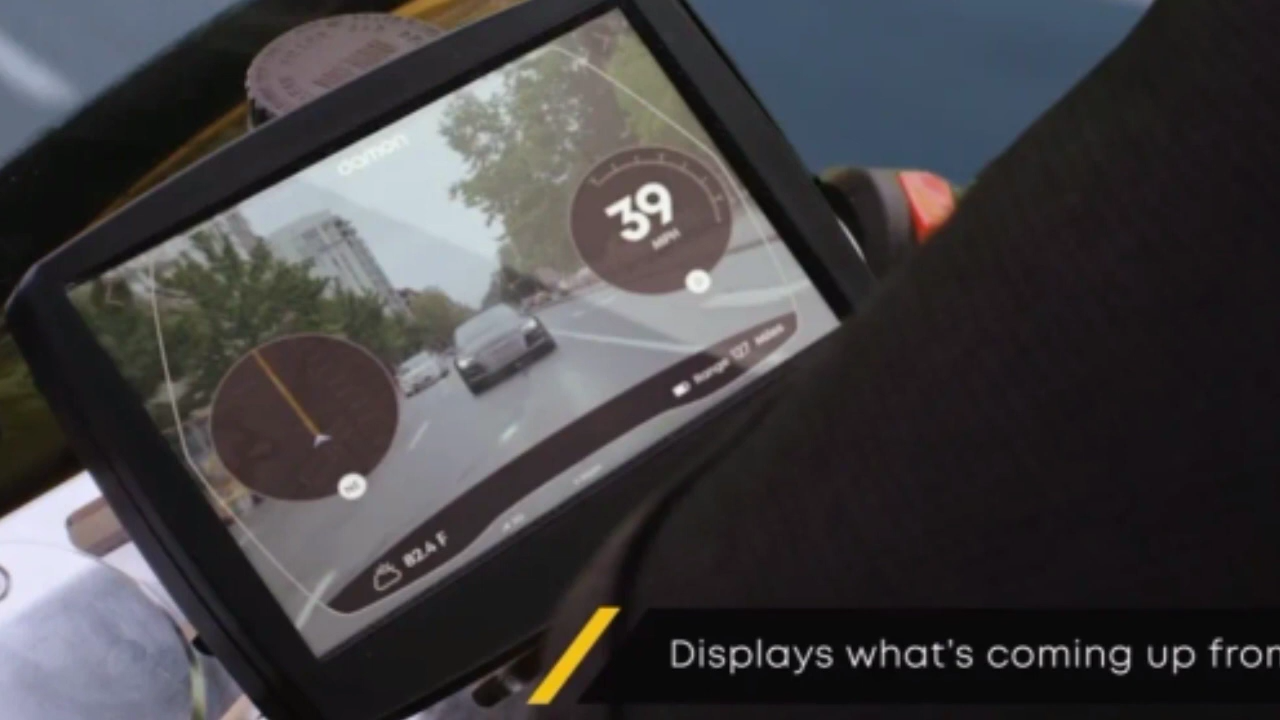 damon
39
MPH
Range 127 miles
82.4 F
Displays what's coming up from